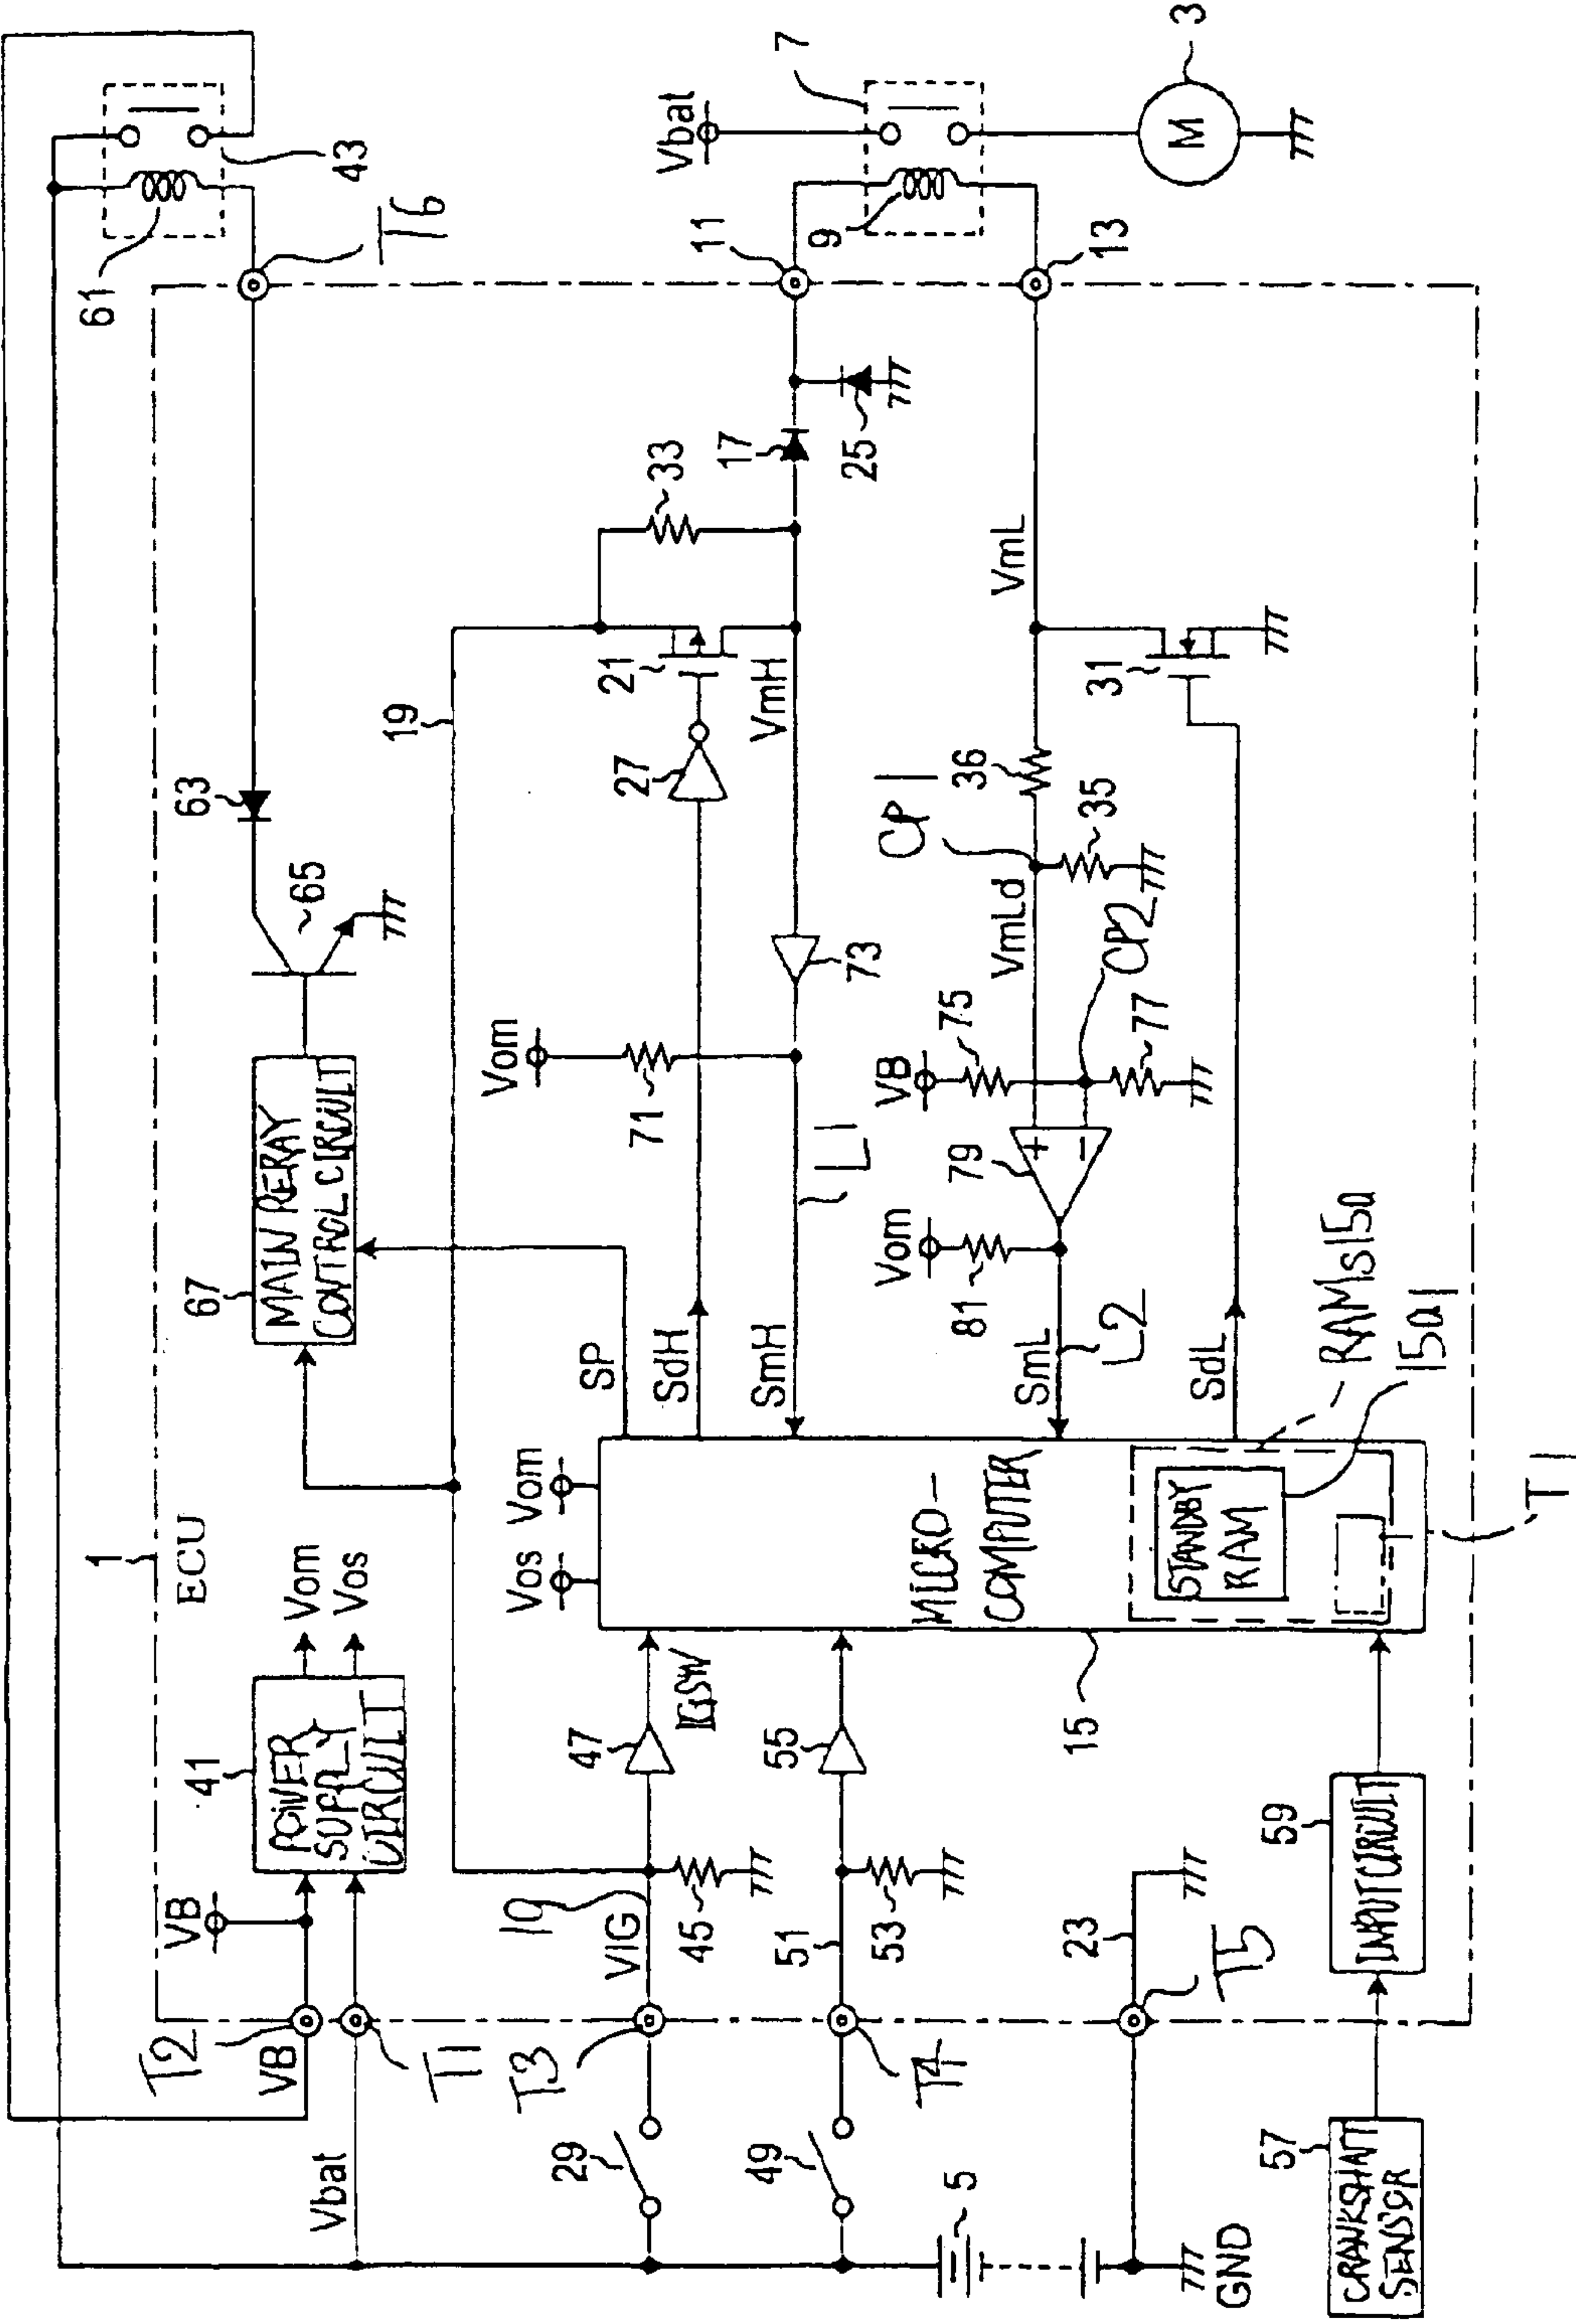 1
ECU
VB
T2
VB
T1
Vbat
41
POWER
SUPPLY
CIRCUIT
Vom
Vos
67
MAIN RERAY
CONTROL CIRCUIT
65
63
T6
61
43
19
SP
SdH
SmH
Vom
71
L1
73
27
21
VmH
33
17
25
11
Vbat
7
9
13
M
3
29
T3
VIG
19
45
47
IGSW
Vos
Vom
MICRO-
COMPUTER
STANDBY
RAM
15
RAMs15a
15a1
T1
49
T4
51
53
55
5
GND
T5
23
57
CRANKSHAFT
SENSOR
59
INPUT CIRCUIT
SmL
L2
SdL
Vom
81
79
+
−
VB
75
77
CP2
VmLd
CP1
35
36
VmL
31